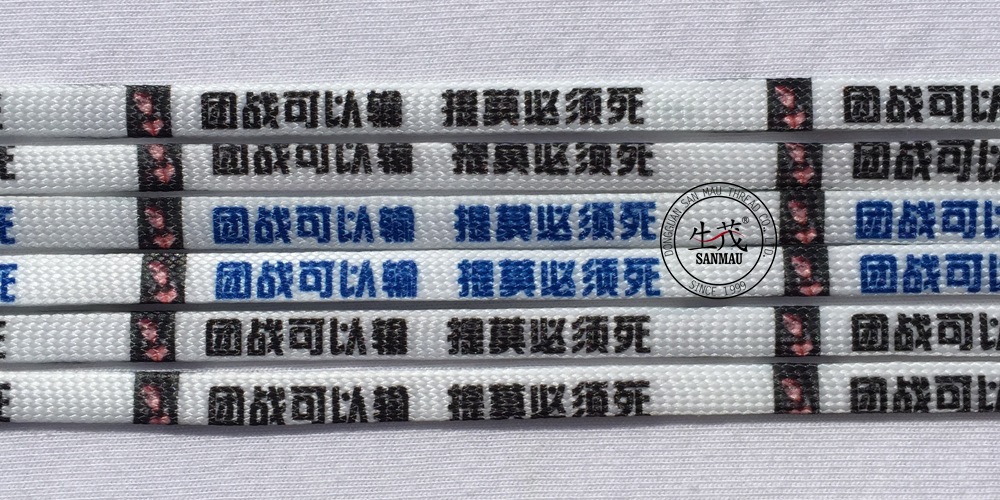 团战可以输 提莫必须死 团战可
团战可以输 提莫必须死 团战可
死 团战可以输 提莫必须死 团战可
死 团战可以输 提莫必须死 团战可
团战可以输 提莫必须死 团战可
团战可以输 提莫必须死 团战可
DONGGUAN SAN MAU THREAD CO., LTD.
生茂®
SANMAU
SINCE 1999